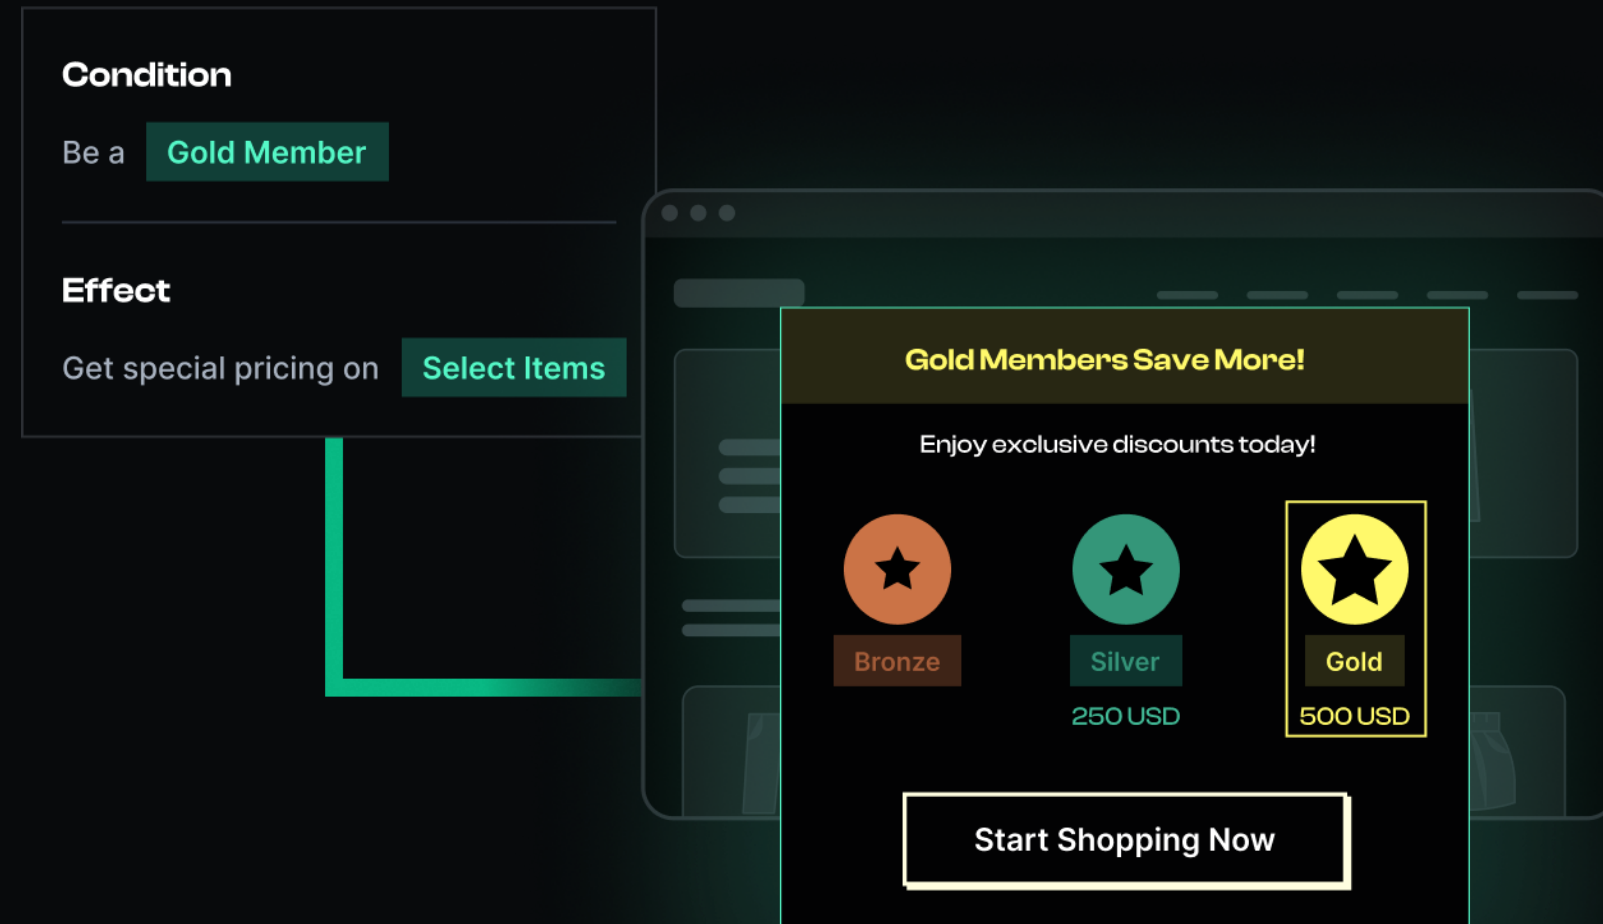 Condition
Be a Gold Member
Effect
Get special pricing on Select Items
Gold Members Save More!
Enjoy exclusive discounts today!
Bronze Silver Gold
250 USD 500 USD
Start Shopping Now